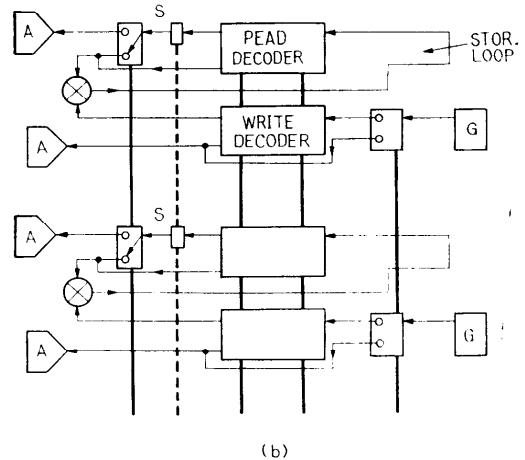 S
A
PEAD
DECODER
STOR.
LOOP
WRITE
DECODER
A
G
S
A
A
G
(b)